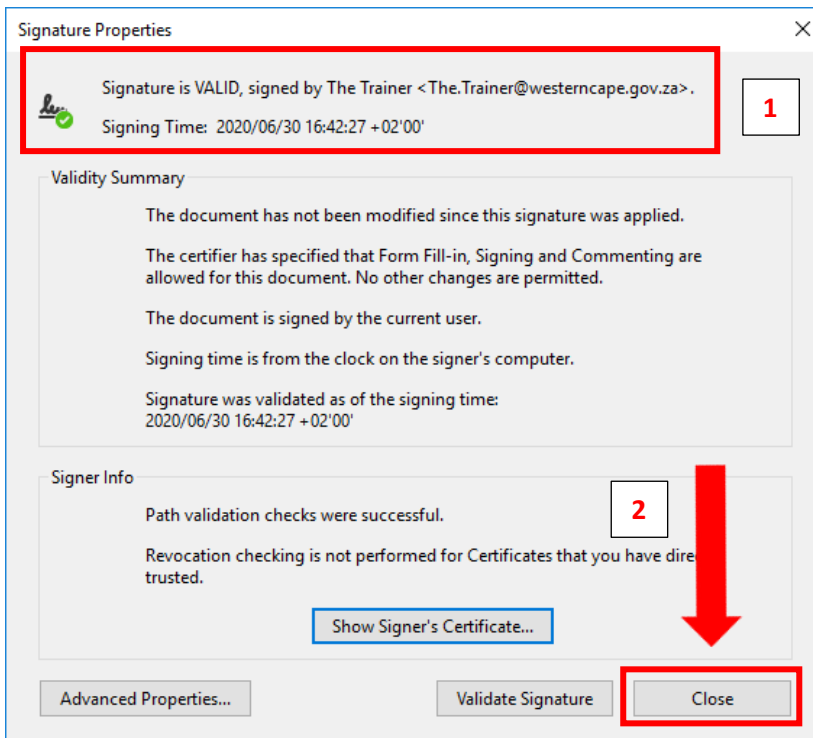 Signature Properties
Signature is VALID, signed by The Trainer <The.Trainer@westerncape.gov.za>.
Signing Time: 2020/06/30 16:42:27 +02'00'
1
Validity Summary
The document has not been modified since this signature was applied.
The certifier has specified that Form Fill-in, Signing and Commenting are
allowed for this document. No other changes are permitted.
The document is signed by the current user.
Signing time is from the clock on the signer's computer.
Signature was validated as of the signing time:
2020/06/30 16:42:27 +02'00'
Signer Info
Path validation checks were successful.
2
Revocation checking is not performed for Certificates that you have
trusted.
Show Signer's Certificate...
Advanced Properties...
Validate Signature
Close